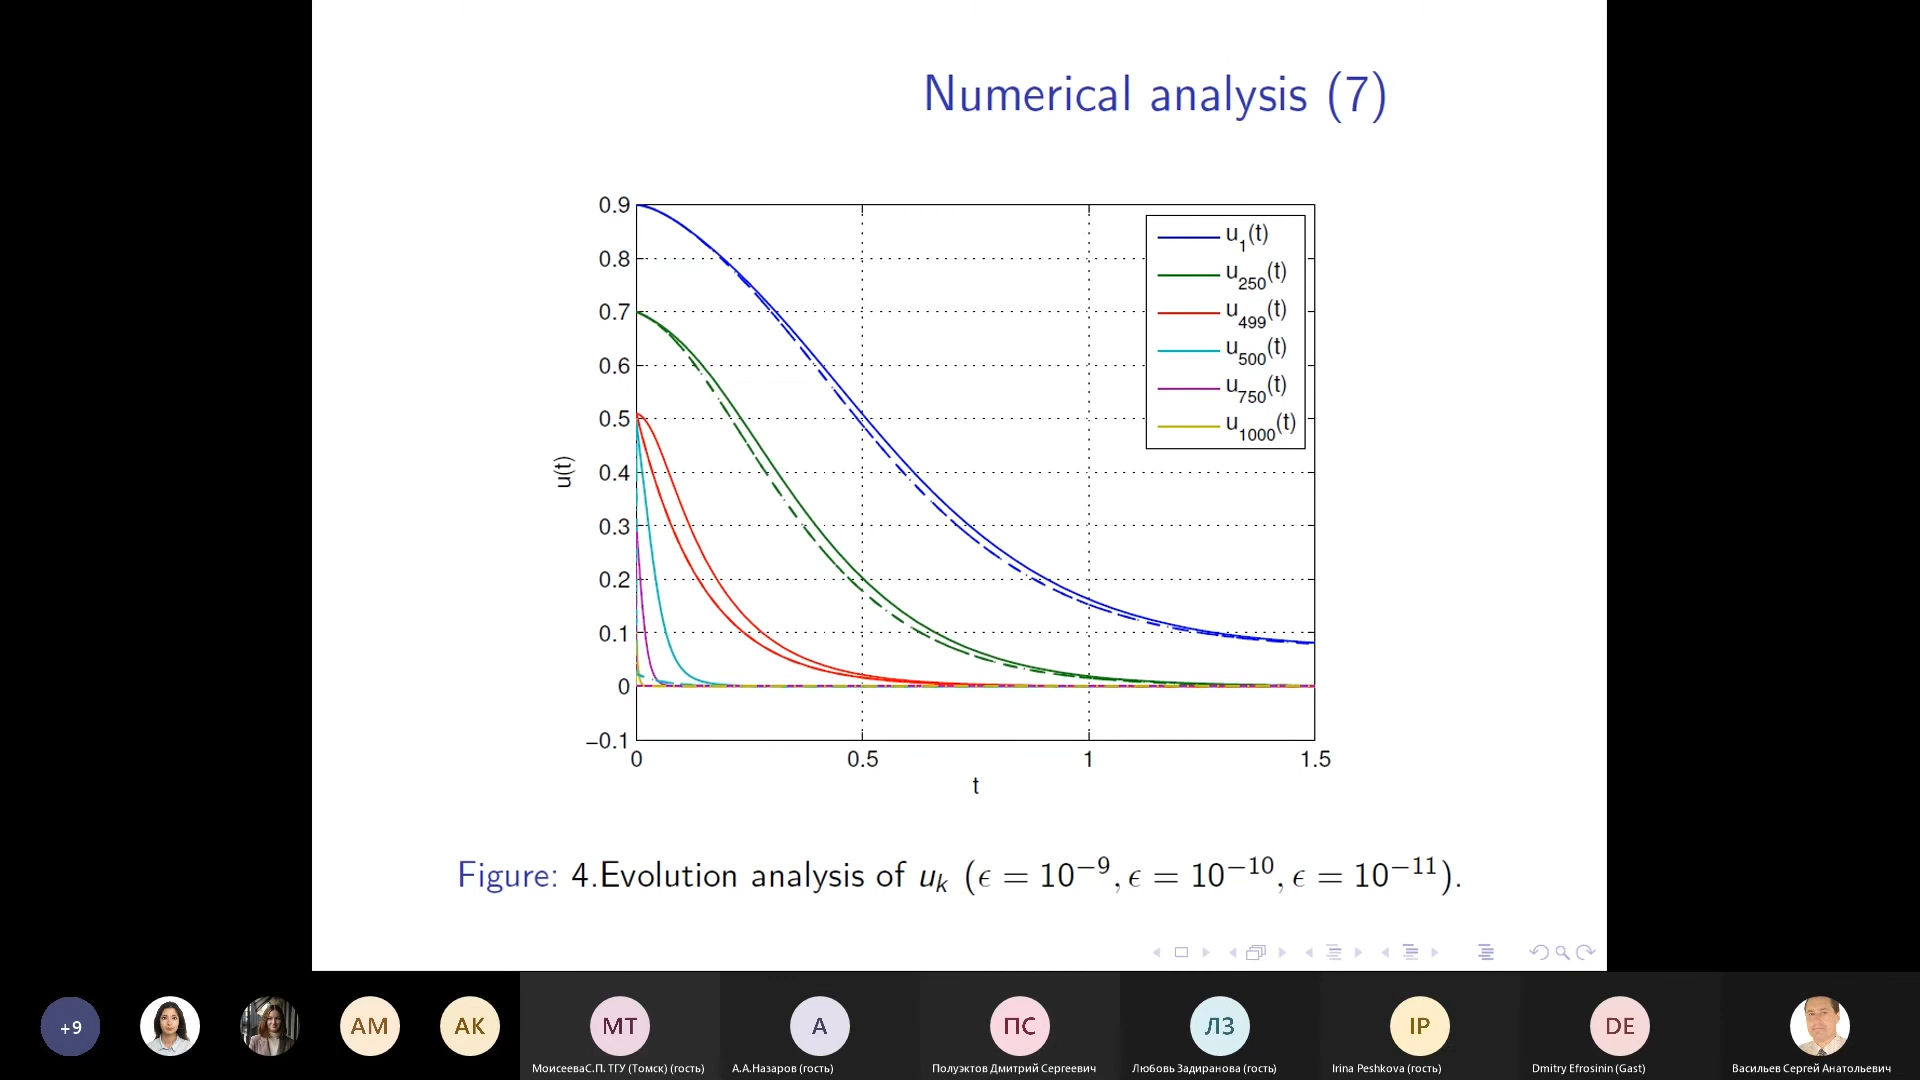 Numerical analysis (7)
0.9
0.8
0.7
0.6
0.5
0.4
0.3
0.2
0.1
0
−0.1
u(t)
0 0.5 1 1.5
t
u1(t)
u250(t)
u499(t)
u500(t)
u750(t)
u1000(t)
Figure: 4.Evolution analysis of uk (ϵ = 10−9, ϵ = 10−10, ϵ = 10−11).
+9 АМ АК МТ А ПС ЛЗ IP DE
МоисееваС.П. ТГУ (Томск) (гость) А.А.Назаров (гость) Полуэктов Дмитрий Сергеевич Любовь Задиранова (гость) Irina Peshkova (гость) Dmitry Efrosinin (Gast) Васильев Сергей Анатольевич